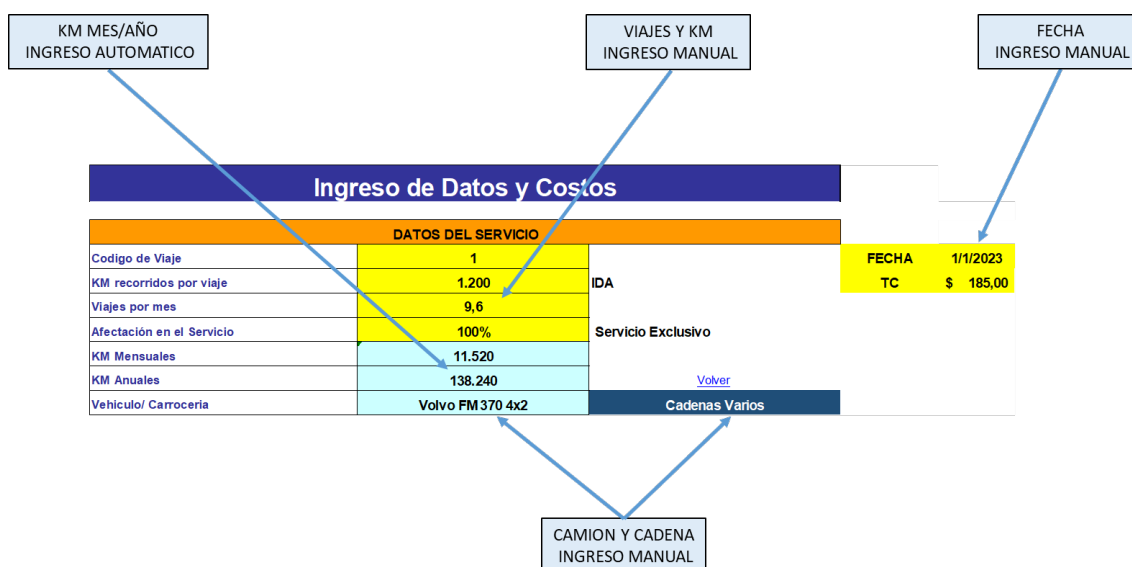 KM MES/AÑO
INGRESO AUTOMATICO
VIAJES Y KM
INGRESO MANUAL
FECHA
INGRESO MANUAL
Ingreso de Datos y Costos
DATOS DEL SERVICIO
Codigo de Viaje 1 FECHA 1/1/2023
KM recorridos por viaje 1.200 IDA TC $ 185,00
Viajes por mes 9,6
Afectación en el Servicio 100% Servicio Exclusivo
KM Mensuales 11.520
KM Anuales 138.240 Volver
Vehiculo/ Carroceria Volvo FM 370 4x2 Cadenas Varios
CAMION Y CADENA
INGRESO MANUAL